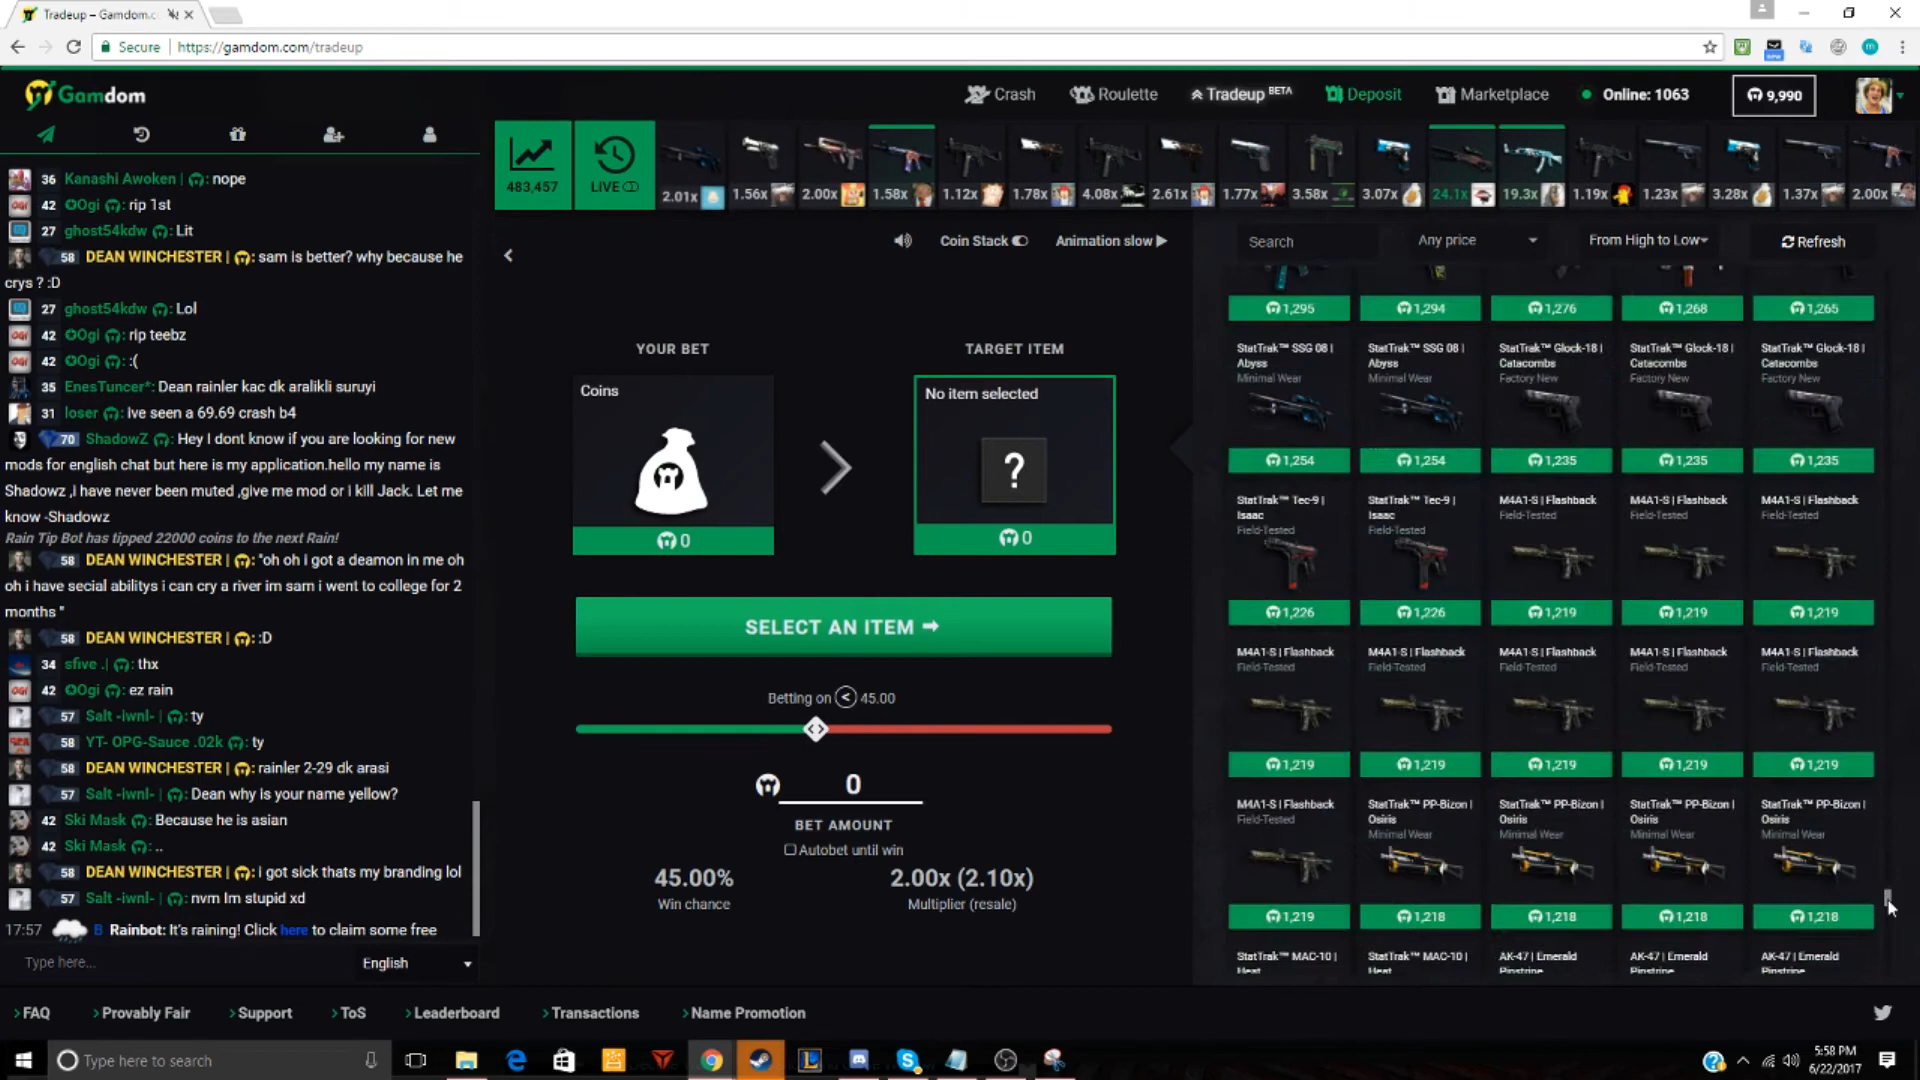 Tradeup – Gamdom.c
Secure
https://gamdom.com/tradeup
Gamdom
Crash
Roulette
Tradeup BETA
Deposit
Marketplace
Online: 1063
9,990
483,457
LIVE
2.01x
1.56x
2.00x
1.58x
1.12x
1.78x
4.08x
2.61x
1.77x
3.58x
3.07x
24.1x
19.3x
1.19x
1.23x
3.28x
1.37x
2.00x
36 Kanashi Awoken | : nope
42 Ogi : rip 1st
27 ghost54kdw : Lit
58 DEAN WINCHESTER | : sam is better? why because he
crys ? :D
27 ghost54kdw : Lol
42 Ogi : rip teebz
42 Ogi : :(
35 EnesTuncer*: Dean rainler kac dk aralikli suruyi
31 loser : ive seen a 69.69 crash b4
70 ShadowZ : Hey I dont know if you are looking for new
mods for english chat but here is my application.hello my name is
Shadowz ,I have never been muted ,give me mod or i kill Jack. Let me
know -Shadowz
Rain Tip Bot has tipped 22000 coins to the next Rain!
58 DEAN WINCHESTER | : "oh oh i got a deamon in me oh
oh i have secial abilitys i can cry a river im sam i went to college for 2
months "
58 DEAN WINCHESTER | : :D
34 sfive .| : thx
42 Ogi : ez rain
57 Salt -iwnl- | : ty
58 YT- OPG-Sauce .02k : ty
58 DEAN WINCHESTER | : rainler 2-29 dk arasi
57 Salt -iwnl- | : Dean why is your name yellow?
42 Ski Mask : Because he is asian
42 Ski Mask : ..
58 DEAN WINCHESTER | : i got sick thats my branding lol
57 Salt -iwnl- | : nvm Im stupid xd
17:57 B Rainbot: It's raining! Click here to claim some free
Type here...
English
Coin Stack
Animation slow
YOUR BET
Coins
0
TARGET ITEM
No item selected
?
0
SELECT AN ITEM
Betting on < 45.00
0
BET AMOUNT
Autobet until win
45.00%
Win chance
2.00x (2.10x)
Multiplier (resale)
Search
Any price
From High to Low
Refresh
1,295
1,294
1,276
1,268
1,265
StatTrak™ SSG 08 |
Abyss
Minimal Wear
1,254
StatTrak™ SSG 08 |
Abyss
Minimal Wear
1,254
StatTrak™ Glock-18 |
Catacombs
Factory New
1,235
StatTrak™ Glock-18 |
Catacombs
Factory New
1,235
StatTrak™ Glock-18 |
Catacombs
Factory New
1,235
StatTrak™ Tec-9 |
Isaac
Field-Tested
1,226
StatTrak™ Tec-9 |
Isaac
Field-Tested
1,226
M4A1-S | Flashback
Field-Tested
1,219
M4A1-S | Flashback
Field-Tested
1,219
M4A1-S | Flashback
Field-Tested
1,219
M4A1-S | Flashback
Field-Tested
1,219
M4A1-S | Flashback
Field-Tested
1,219
M4A1-S | Flashback
Field-Tested
1,219
M4A1-S | Flashback
Field-Tested
1,219
M4A1-S | Flashback
Field-Tested
1,219
M4A1-S | Flashback
Field-Tested
1,219
StatTrak™ PP-Bizon |
Osiris
Minimal Wear
1,218
StatTrak™ PP-Bizon |
Osiris
Minimal Wear
1,218
StatTrak™ PP-Bizon |
Osiris
Minimal Wear
1,218
StatTrak™ PP-Bizon |
Osiris
Minimal Wear
1,218
StatTrak™ MAC-10 |
Heat
StatTrak™ MAC-10 |
Heat
AK-47 | Emerald
Pinstripe
AK-47 | Emerald
Pinstripe
AK-47 | Emerald
Pinstripe
FAQ
Provably Fair
Support
ToS
Leaderboard
Transactions
Name Promotion
Type here to search
5:58 PM
6/22/2017